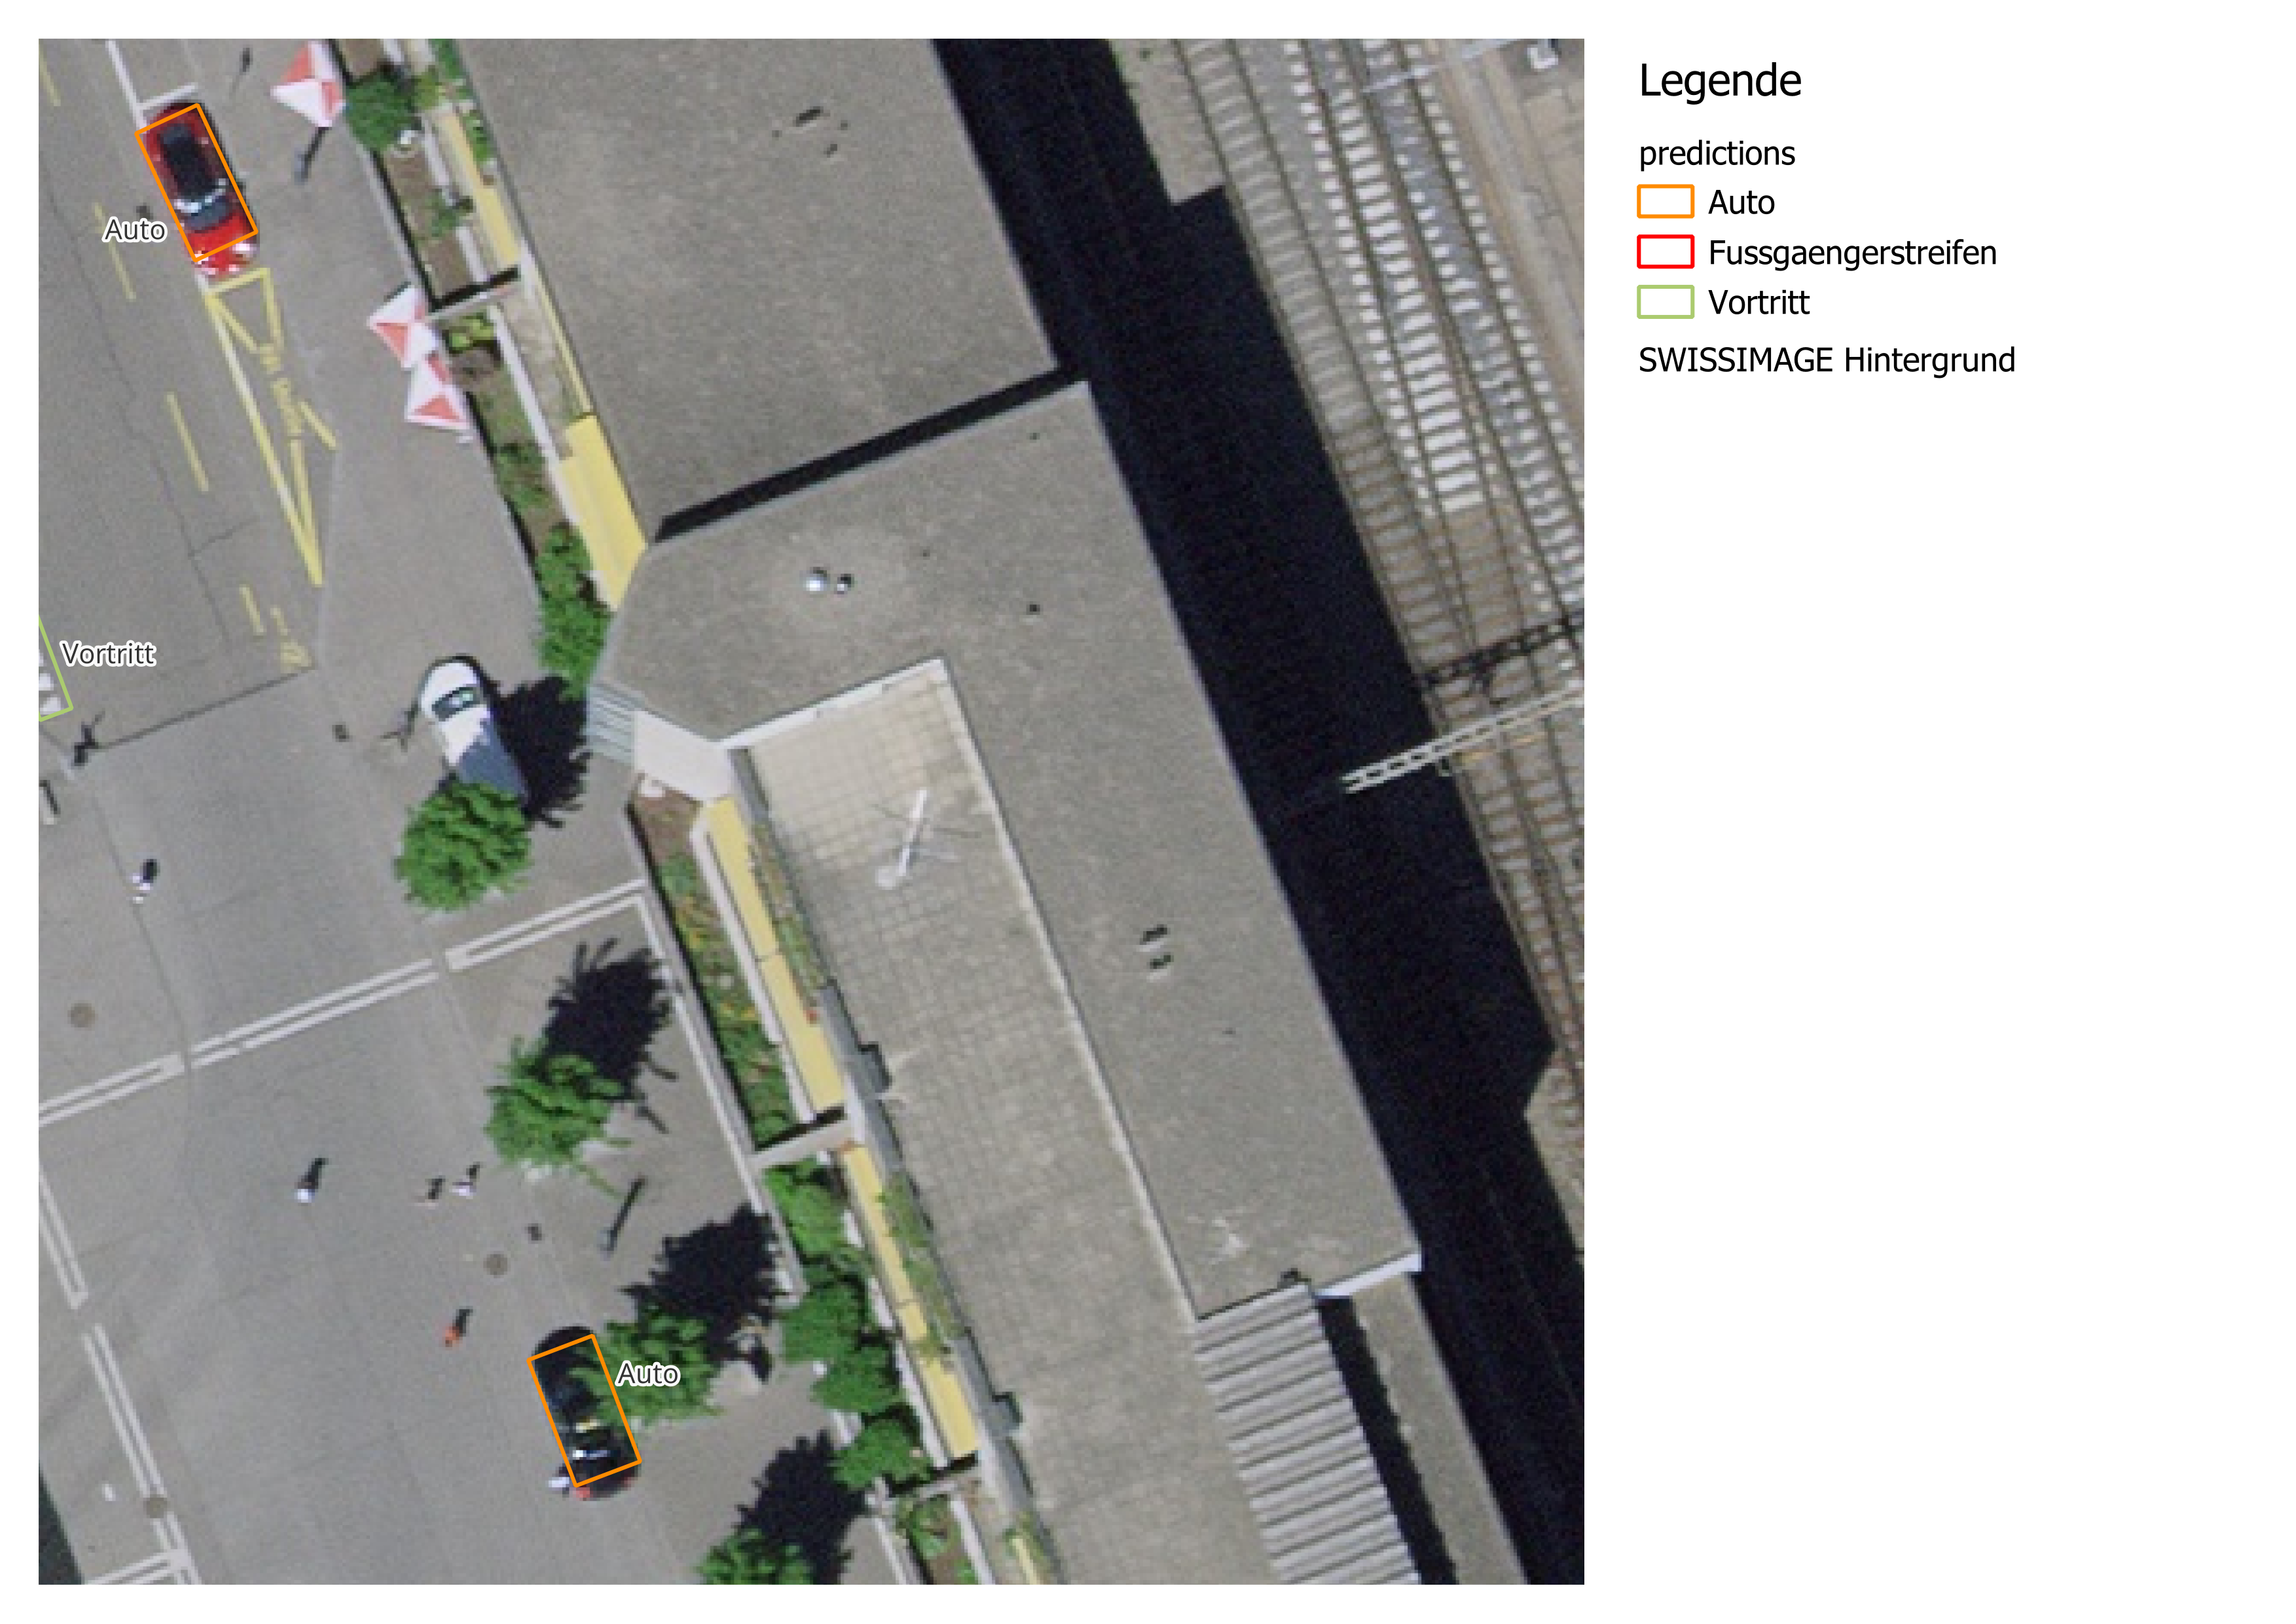 Legende
predictions
Auto
Fussgaengerstreifen
Vortritt
SWISSIMAGE Hintergrund
Auto
Vortritt
Auto